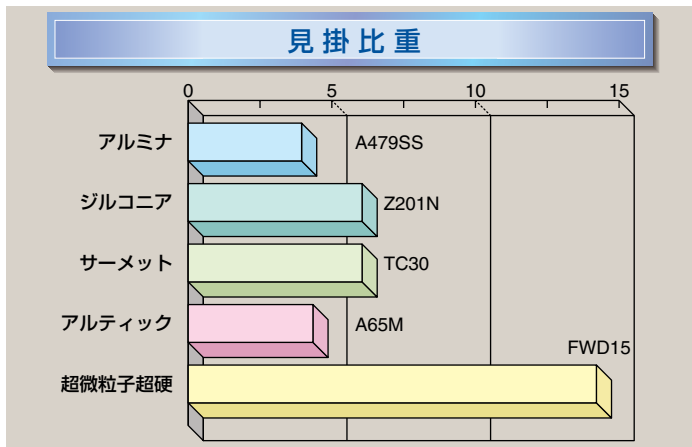 見掛比重
0 5 10 15
アルミナ A479SS
ジルコニア Z201N
サーメット TC30
アルティック A65M
FWD15
超微粒子超硬